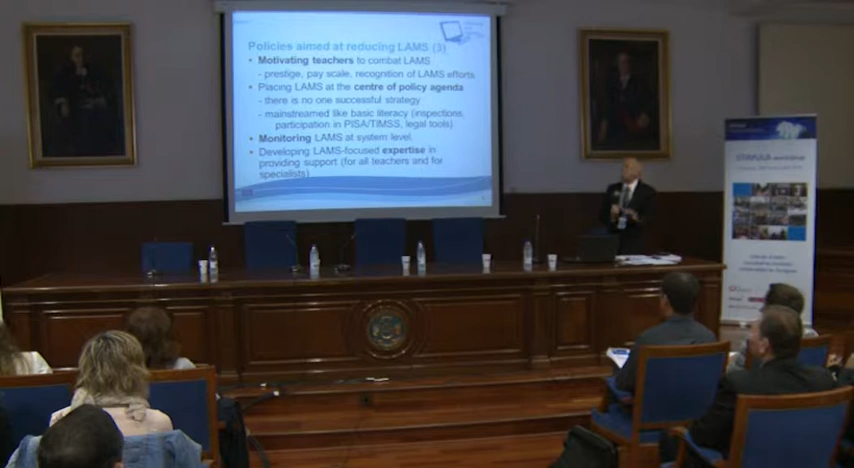 Policies aimed at reducing LAMS (3)
• Motivating teachers to combat LAMS
- prestige, pay scale, recognition of LAMS efforts
• Placing LAMS at the centre of policy agenda
- there is no one successful strategy
- mainstreamed like basic literacy (inspections,
participation in PISA/TIMSS, legal tools)
• Monitoring LAMS at system level,
• Developing LAMS-focused expertise in
providing support (for all teachers and for
specialists)
workshop